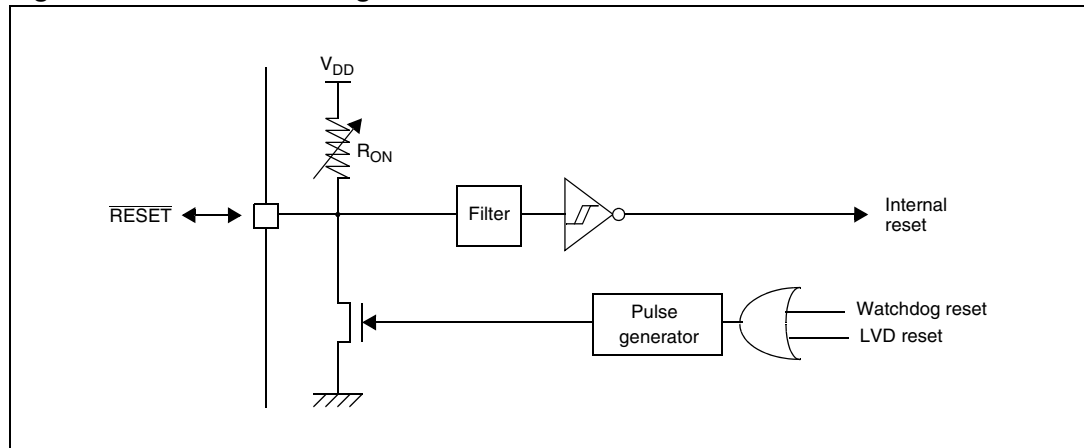 V_DD
R_ON
RESET
Filter
Internal
reset
Pulse
generator
Watchdog reset
LVD reset